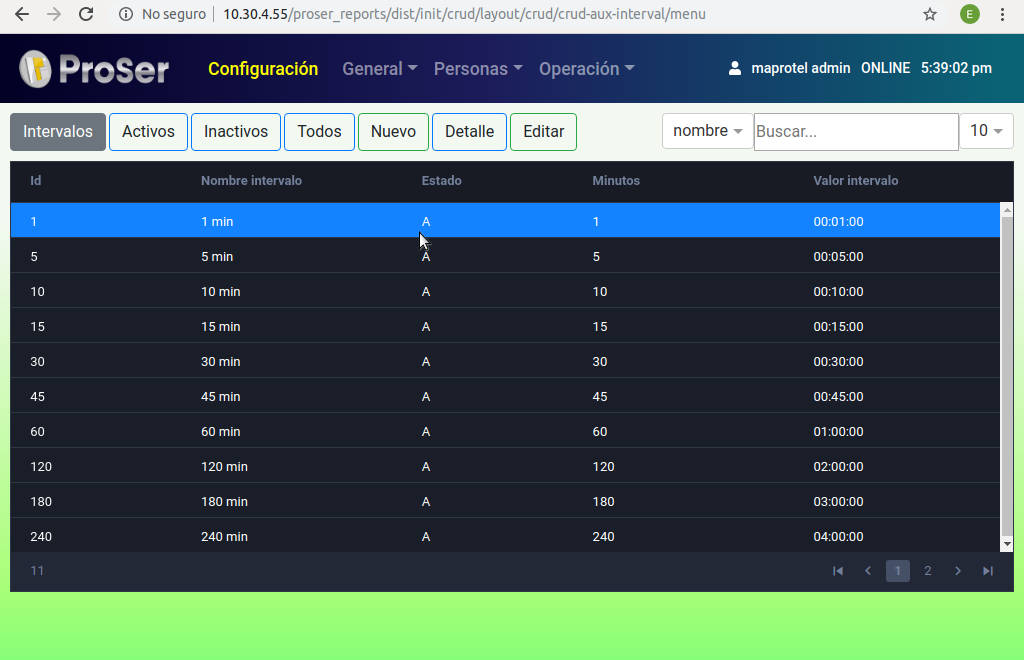 No seguro 10.30.4.55/proser_reports/dist/init/crud/layout/crud/crud-aux-interval/menu E
ProSer Configuración General Personas Operación maprotel admin ONLINE 5:39:02 pm
Intervalos Activos Inactivos Todos Nuevo Detalle Editar nombre Buscar... 10
Id Nombre intervalo Estado Minutos Valor intervalo
1 1 min A 1 00:01:00
5 5 min A 5 00:05:00
10 10 min A 10 00:10:00
15 15 min A 15 00:15:00
30 30 min A 30 00:30:00
45 45 min A 45 00:45:00
60 60 min A 60 01:00:00
120 120 min A 120 02:00:00
180 180 min A 180 03:00:00
240 240 min A 240 04:00:00
11 1 2